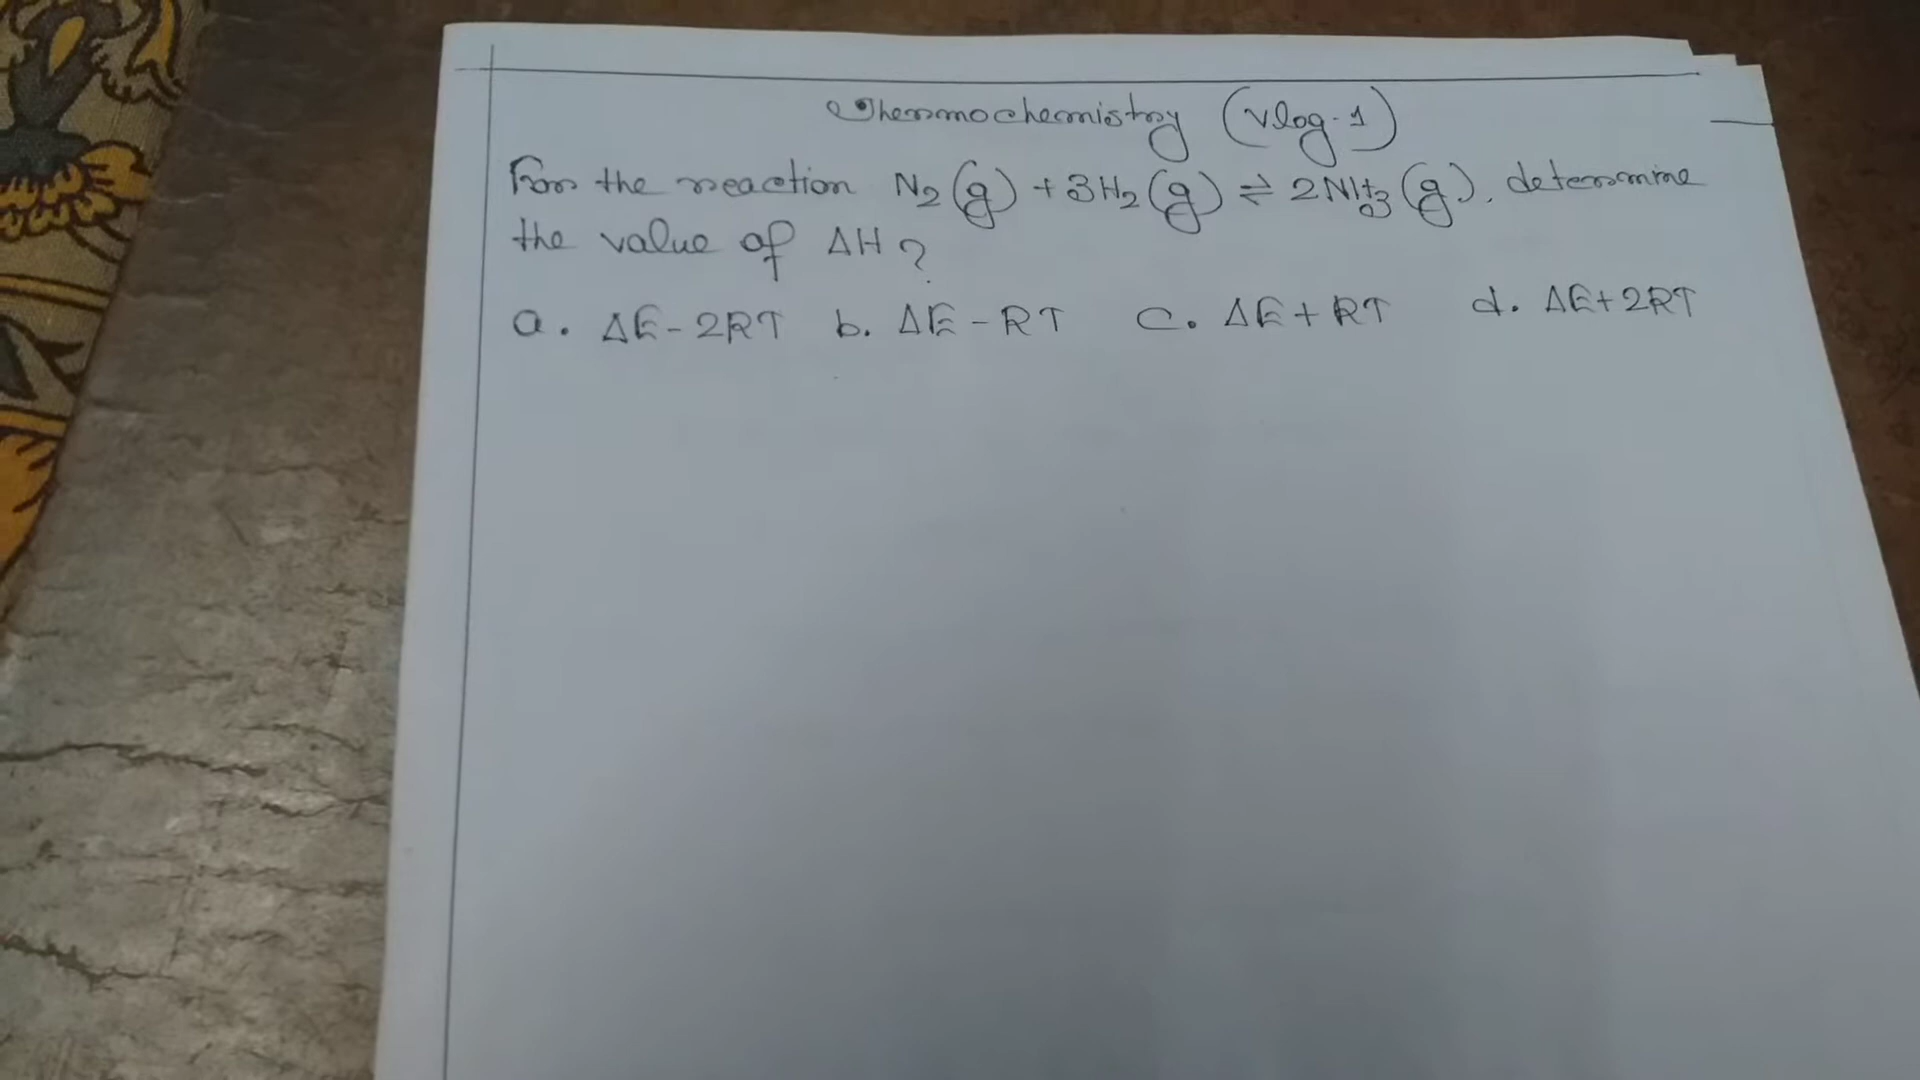 Thermochemistry (Vlog-1)
For the reaction N₂(g) + 3H₂(g) ⇌ 2NH₃(g), determine
the value of ΔH?
a. ΔE - 2RT b. ΔE - RT c. ΔE + RT d. ΔE + 2RT